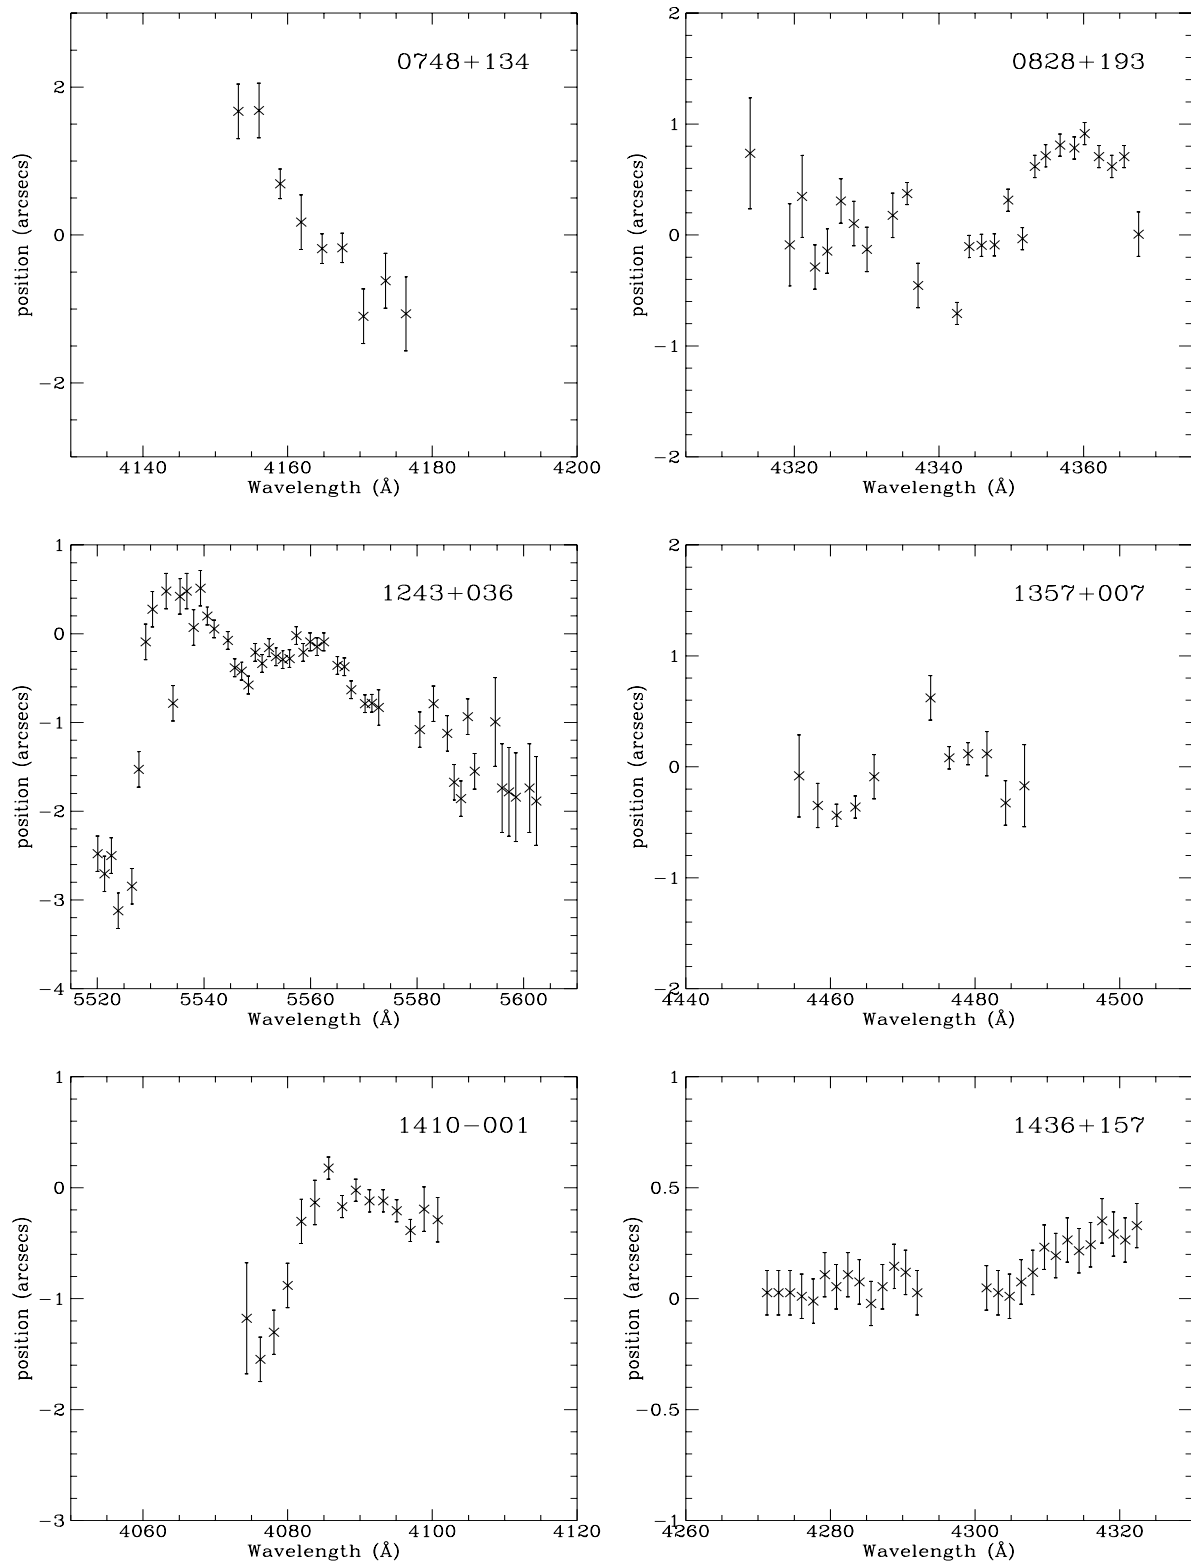 0748+134
2
0
−2
position (arcsecs)
4140 4160 4180 4200
Wavelength (Å)
0828+193
2
1
0
−1
−2
position (arcsecs)
4320 4340 4360
Wavelength (Å)
1243+036
1
0
−1
−2
−3
−4
position (arcsecs)
5520 5540 5560 5580 5600
Wavelength (Å)
1357+007
2
1
0
−1
−2
position (arcsecs)
4440 4460 4480 4500
Wavelength (Å)
1410−001
1
0
−1
−2
−3
position (arcsecs)
4060 4080 4100 4120
Wavelength (Å)
1436+157
1
0.5
0
−0.5
−1
position (arcsecs)
4260 4280 4300 4320
Wavelength (Å)